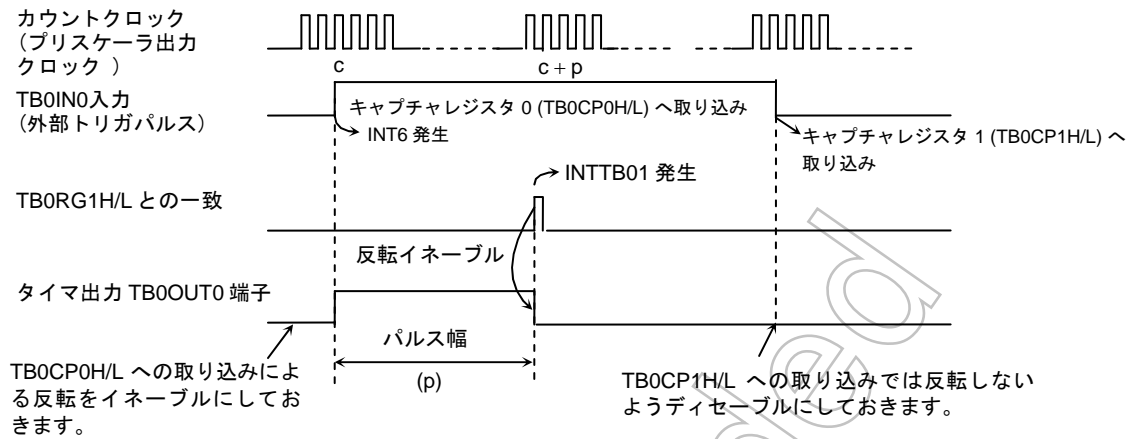 カウントクロック
（プリスケーラ出力
クロック ）
c
c + p
TB0IN0入力
（外部トリガパルス）
キャプチャレジスタ 0 (TB0CP0H/L) へ取り込み
INT6 発生
キャプチャレジスタ 1 (TB0CP1H/L) へ
取り込み
INTTB01 発生
TB0RG1H/L との一致
反転イネーブル
タイマ出力 TB0OUT0 端子
パルス幅
(p)
TB0CP0H/L への取り込みによ
る反転をイネーブルにしてお
きます。
TB0CP1H/L への取り込みでは反転しない
ようディセーブルにしておきます。
ded